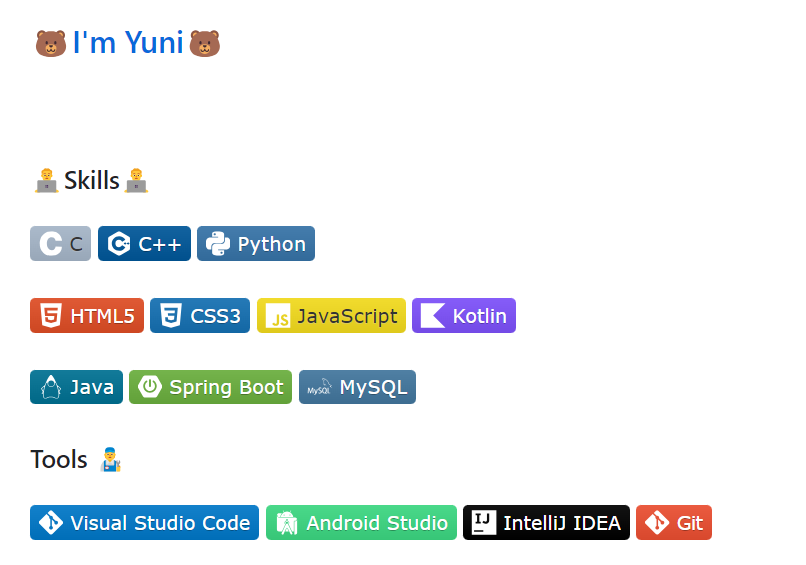 🐻I'm Yuni🐻
🧑‍💻Skills🧑‍💻
C C++ Python
HTML5 CSS3 JS JavaScript Kotlin
Java Spring Boot MySQL MySQL
Tools 🧑‍🔧
Visual Studio Code Android Studio IJ IntelliJ IDEA Git